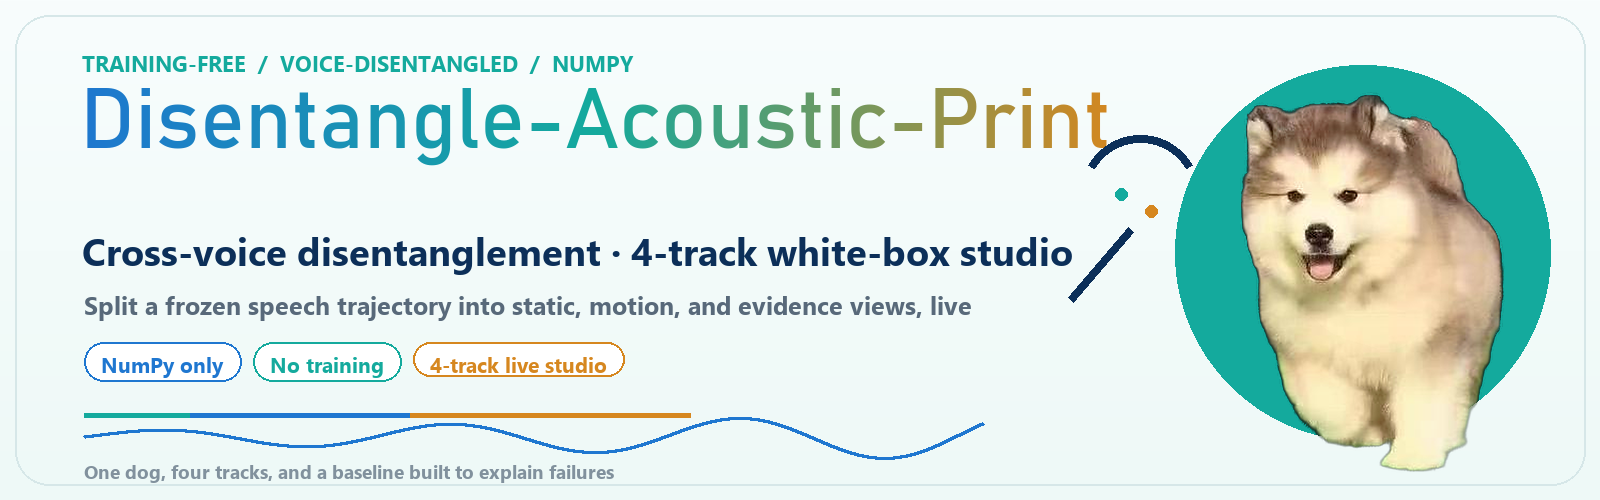 TRAINING-FREE / VOICE-DISENTANGLED / NUMPY
Disentangle-Acoustic-Print
Cross-voice disentanglement · 4-track white-box studio
Split a frozen speech trajectory into static, motion, and evidence views, live
NumPy only No training 4-track live studio
One dog, four tracks, and a baseline built to explain failures